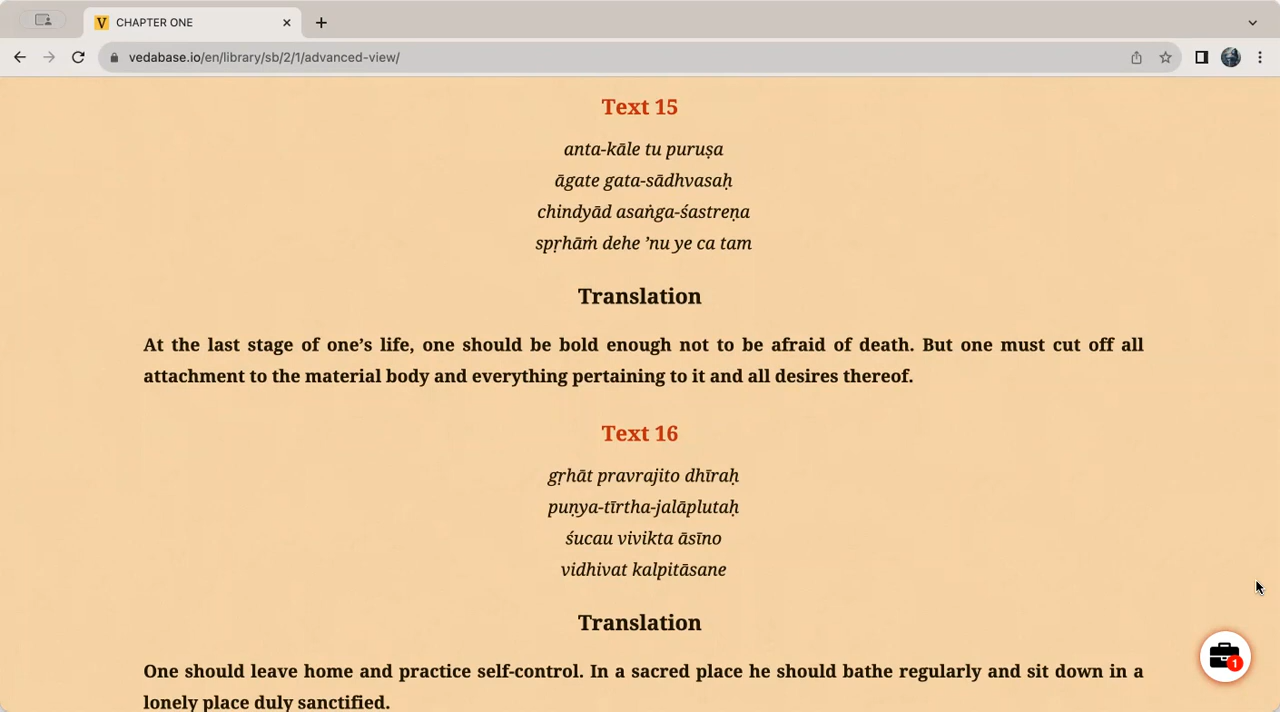 CHAPTER ONE
vedabase.io/en/library/sb/2/1/advanced-view/
Text 15
anta-kāle tu puruṣa
āgate gata-sādhvasaḥ
chindyād asaṅga-śastreṇa
spṛhāṁ dehe ’nu ye ca tam
Translation
At the last stage of one’s life, one should be bold enough not to be afraid of death. But one must cut off all
attachment to the material body and everything pertaining to it and all desires thereof.
Text 16
gṛhāt pravrajito dhīraḥ
puṇya-tīrtha-jalāplutaḥ
śucau vivikta āsīno
vidhivat kalpitāsane
Translation
One should leave home and practice self-control. In a sacred place he should bathe regularly and sit down in a
lonely place duly sanctified.
1